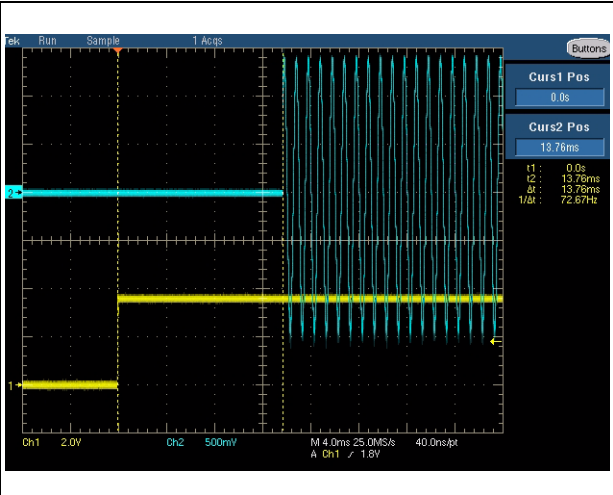 Tek Run Sample 1 Acqs
Buttons
Curs1 Pos
0.0s
Curs2 Pos
13.76ms
t1 : 0.0s
t2 : 13.76ms
Δt : 13.76ms
1/Δt : 72.67Hz
2
1
Ch1 2.0V Ch2 500mV M 4.0ms 25.0MS/s 40.0ns/pt
A Ch1 / 1.8V